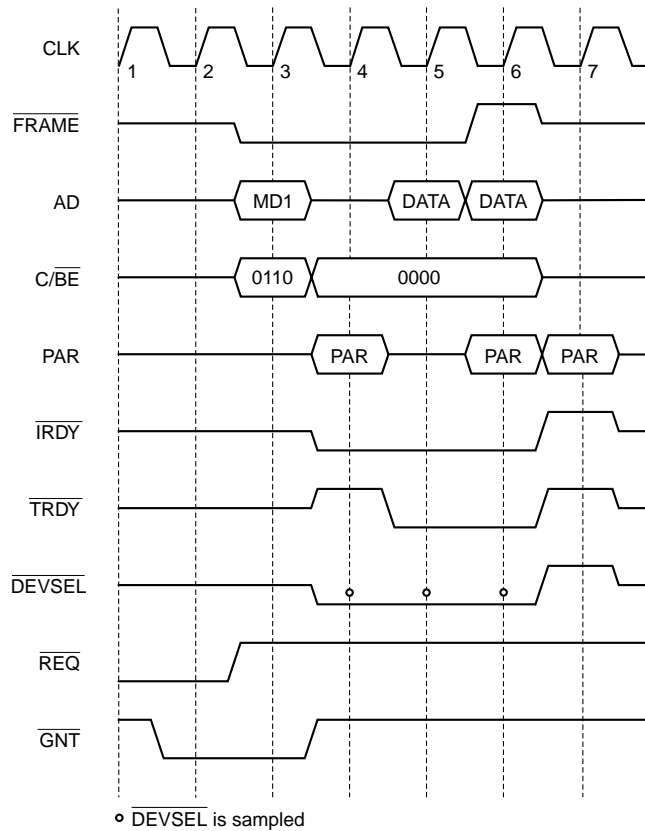 CLK
1 2 3 4 5 6 7
FRAME
AD MD1 DATA DATA
C/BE 0110 0000
PAR PAR PAR PAR
IRDY
TRDY
DEVSEL
REQ
GNT
DEVSEL is sampled